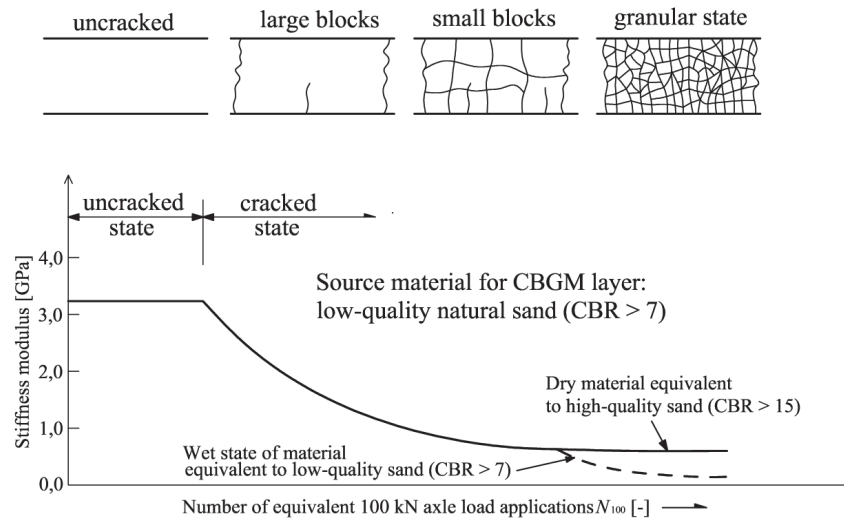 uncracked
large blocks
small blocks
granular state
uncracked
state
cracked
state
Stiffness modulus [GPa]
4,0
3,0
2,0
1,0
0,0
Source material for CBGM layer:
low-quality natural sand (CBR > 7)
Dry material equivalent
to high-quality sand (CBR > 15)
Wet state of material
equivalent to low-quality sand (CBR > 7)
Number of equivalent 100 kN axle load applications N₁₀₀ [-]